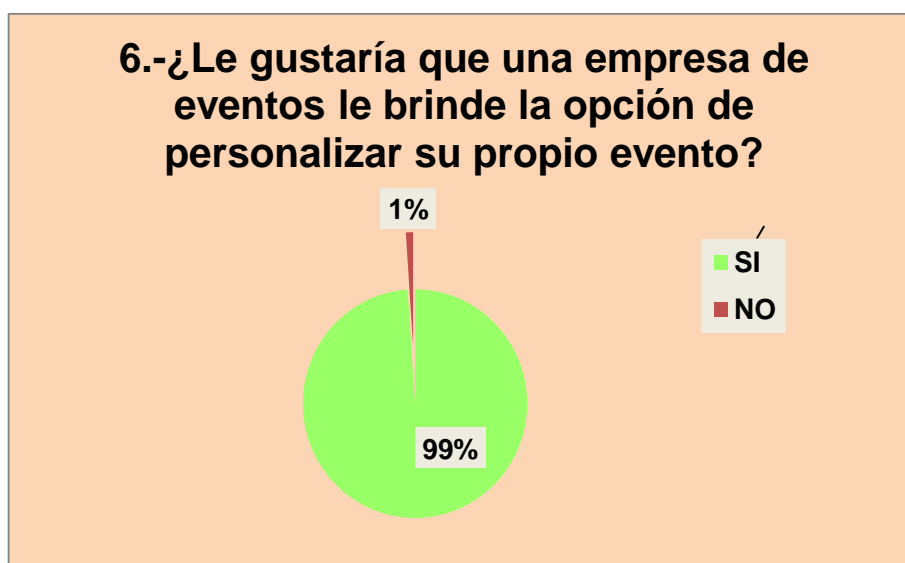 6.-¿Le gustaría que una empresa de
eventos le brinde la opción de
personalizar su propio evento?
1%
SI
NO
99%